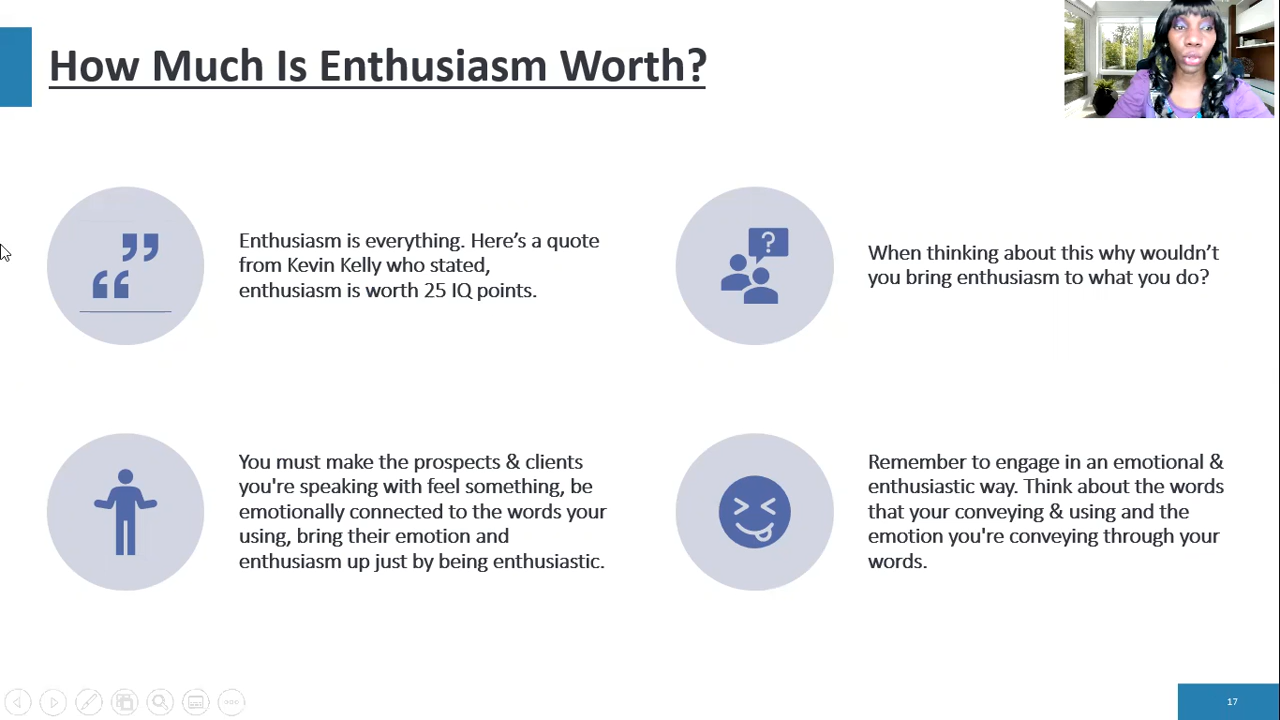 How Much Is Enthusiasm Worth?
Enthusiasm is everything. Here’s a quote
from Kevin Kelly who stated,
enthusiasm is worth 25 IQ points.
When thinking about this why wouldn’t
you bring enthusiasm to what you do?
You must make the prospects & clients
you're speaking with feel something, be
emotionally connected to the words your
using, bring their emotion and
enthusiasm up just by being enthusiastic.
Remember to engage in an emotional &
enthusiastic way. Think about the words
that your conveying & using and the
emotion you're conveying through your
words.
17